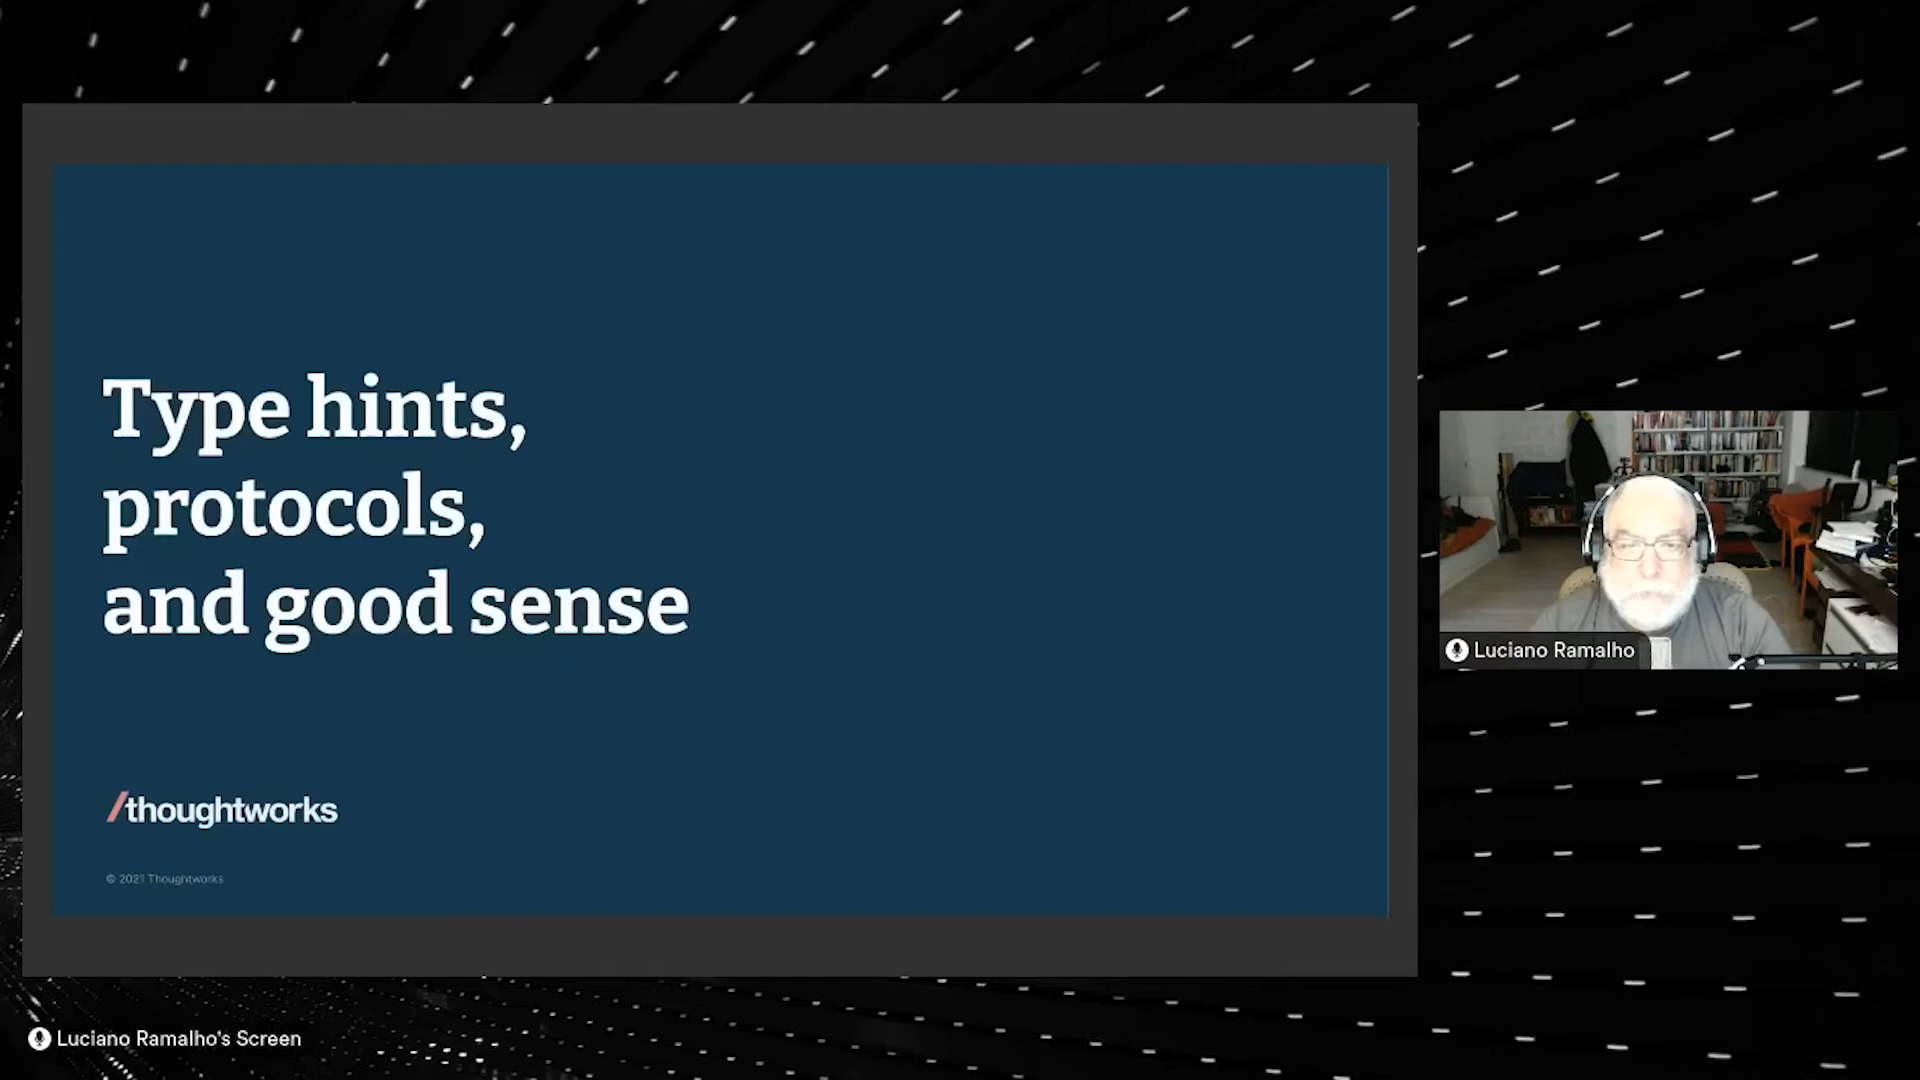 Type hints,
protocols,
and good sense
/thoughtworks
© 2021 Thoughtworks
Luciano Ramalho
Luciano Ramalho's Screen